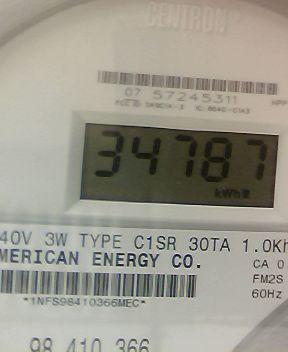 CENTRON
07 57245311
34787
kWh
40V 3W TYPE C1SR 30TA 1.0Kh
MERICAN ENERGY CO.
CA 0
FM2S
*1NFS98410366MEC*
60Hz
98 410 366